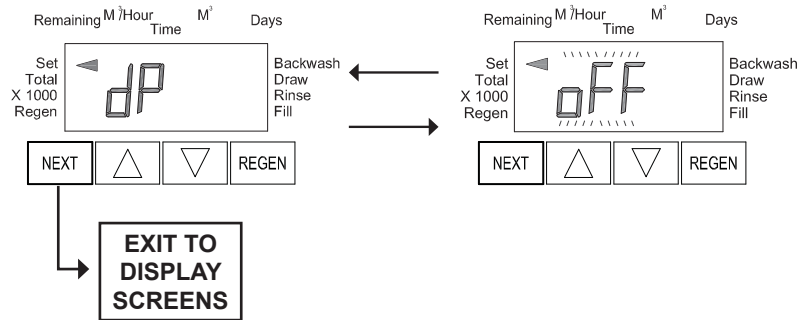 Remaining M³/Hour M³ Days
Time
Set
Total
X 1000
Regen
dP
Backwash
Draw
Rinse
Fill
NEXT REGEN
EXIT TO
DISPLAY
SCREENS
Remaining M³/Hour M³ Days
Time
Set
Total
X 1000
Regen
oFF
Backwash
Draw
Rinse
Fill
NEXT REGEN